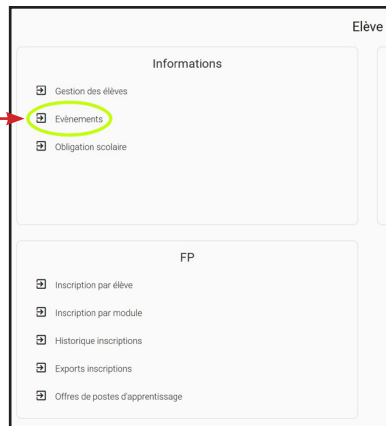 Elève
Informations
Gestion des élèves
Evènements
Obligation scolaire
FP
Inscription par élève
Inscription par module
Historique inscriptions
Exports inscriptions
Offres de postes d'apprentissage